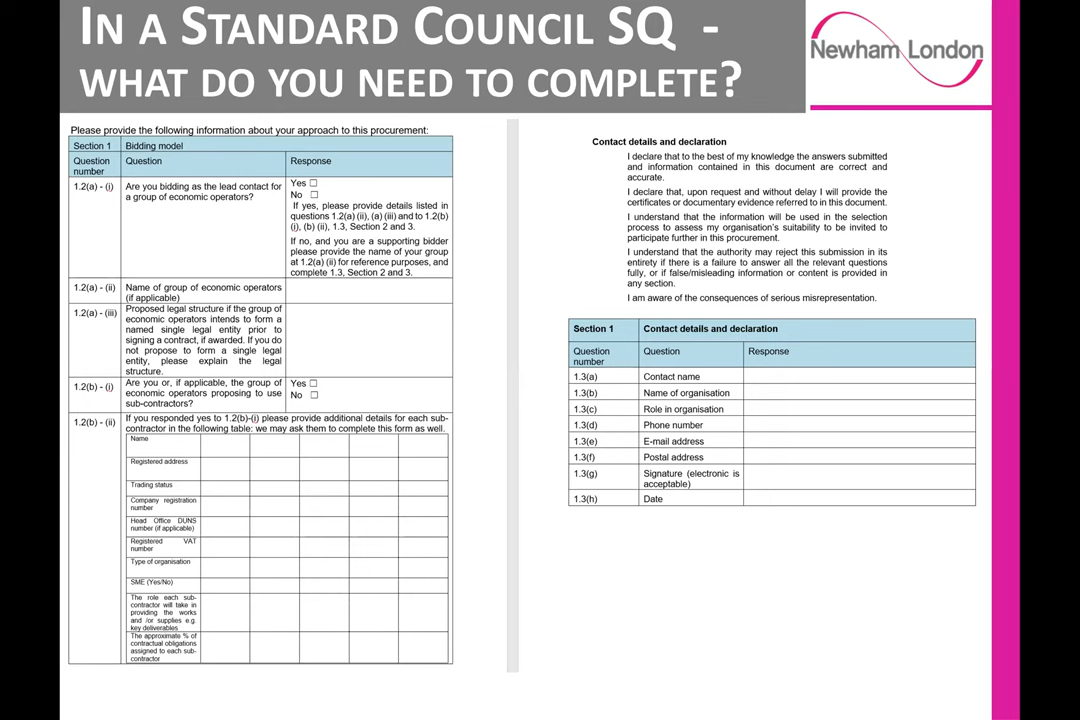 IN A STANDARD COUNCIL SQ -
WHAT DO YOU NEED TO COMPLETE?
Newham London
Please provide the following information about your approach to this procurement:
Section 1 Bidding model
Question number Question Response
1.2(a) - (i) Are you bidding as the lead contact for
a group of economic operators?
Yes ☐
No ☐
If yes, please provide details listed in
questions 1.2(a) (ii), (a) (iii) and to 1.2(b)
(i), (b) (ii), 1.3, Section 2 and 3.
If no, and you are a supporting bidder
please provide the name of your group
at 1.2(a) (ii) for reference purposes, and
complete 1.3, Section 2 and 3.
1.2(a) - (ii) Name of group of economic operators
(if applicable)
1.2(a) - (iii) Proposed legal structure if the group of
economic operators intends to form a
named single legal entity prior to
signing a contract, if awarded. If you do
not propose to form a single legal
entity, please explain the legal
structure.
1.2(b) - (i) Are you or, if applicable, the group of
economic operators proposing to use
sub-contractors?
Yes ☐
No ☐
1.2(b) - (ii) If you responded yes to 1.2(b)-(i) please provide additional details for each sub-
contractor in the following table: we may ask them to complete this form as well.
Name
Registered address
Trading status
Company registration
number
Head Office DUNS
number (if applicable)
Registered VAT
number
Type of organisation
SME (Yes/No)
The role each sub-
contractor will take in
providing the works
and /or supplies e.g.
key deliverables
The approximate % of
contractual obligations
assigned to each sub-
contractor
Contact details and declaration
I declare that to the best of my knowledge the answers submitted
and information contained in this document are correct and
accurate.
I declare that, upon request and without delay I will provide the
certificates or documentary evidence referred to in this document.
I understand that the information will be used in the selection
process to assess my organisation's suitability to be invited to
participate further in this procurement.
I understand that the authority may reject this submission in its
entirety if there is a failure to answer all the relevant questions
fully, or if false/misleading information or content is provided in
any section.
I am aware of the consequences of serious misrepresentation.
Section 1 Contact details and declaration
Question number Question Response
1.3(a) Contact name
1.3(b) Name of organisation
1.3(c) Role in organisation
1.3(d) Phone number
1.3(e) E-mail address
1.3(f) Postal address
1.3(g) Signature (electronic is
acceptable)
1.3(h) Date